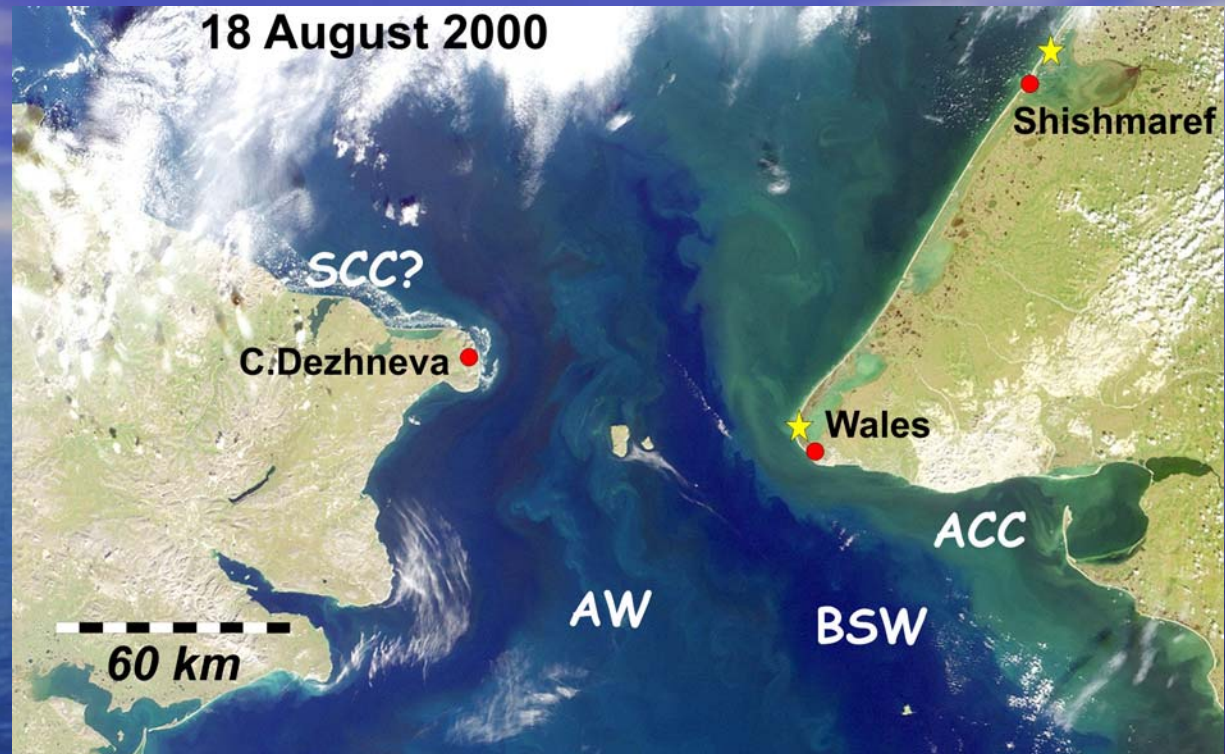 18 August 2000
Shishmaref
SCC?
C.Dezhneva
Wales
ACC
AW
BSW
60 km